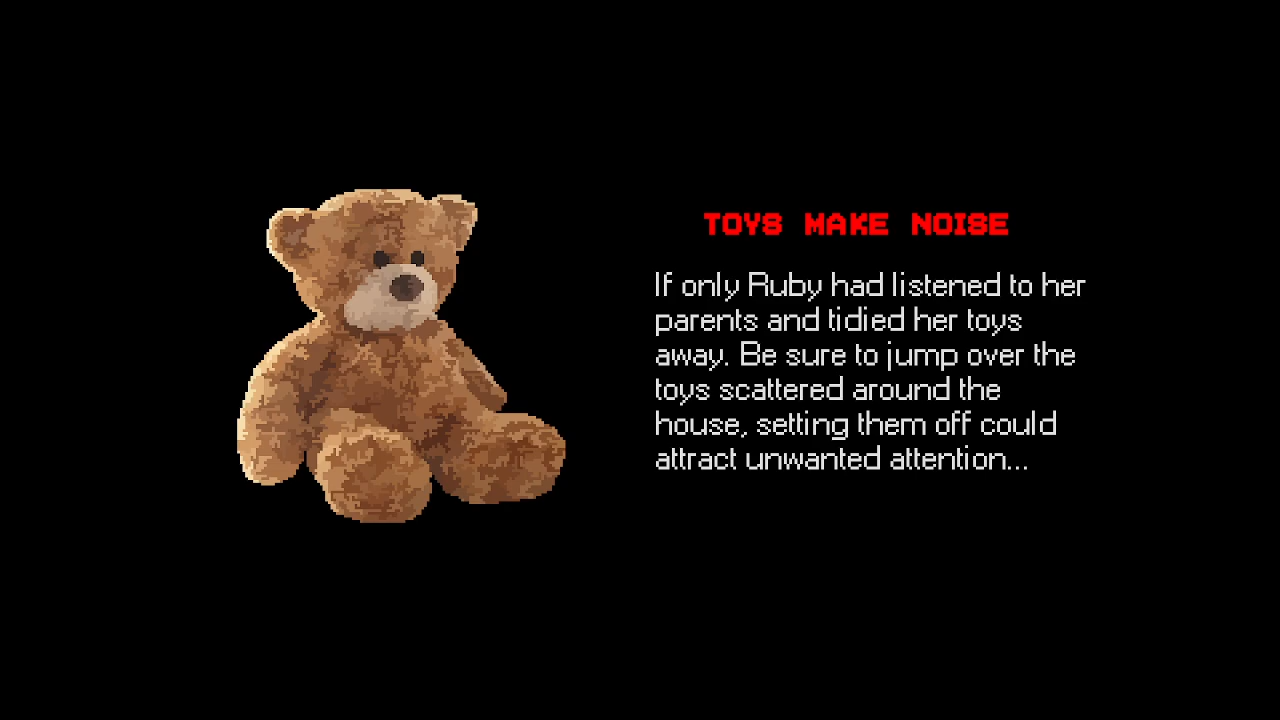 TOYS MAKE NOISE
If only Ruby had listened to her
parents and tidied her toys
away. Be sure to jump over the
toys scattered around the
house, setting them off could
attract unwanted attention...